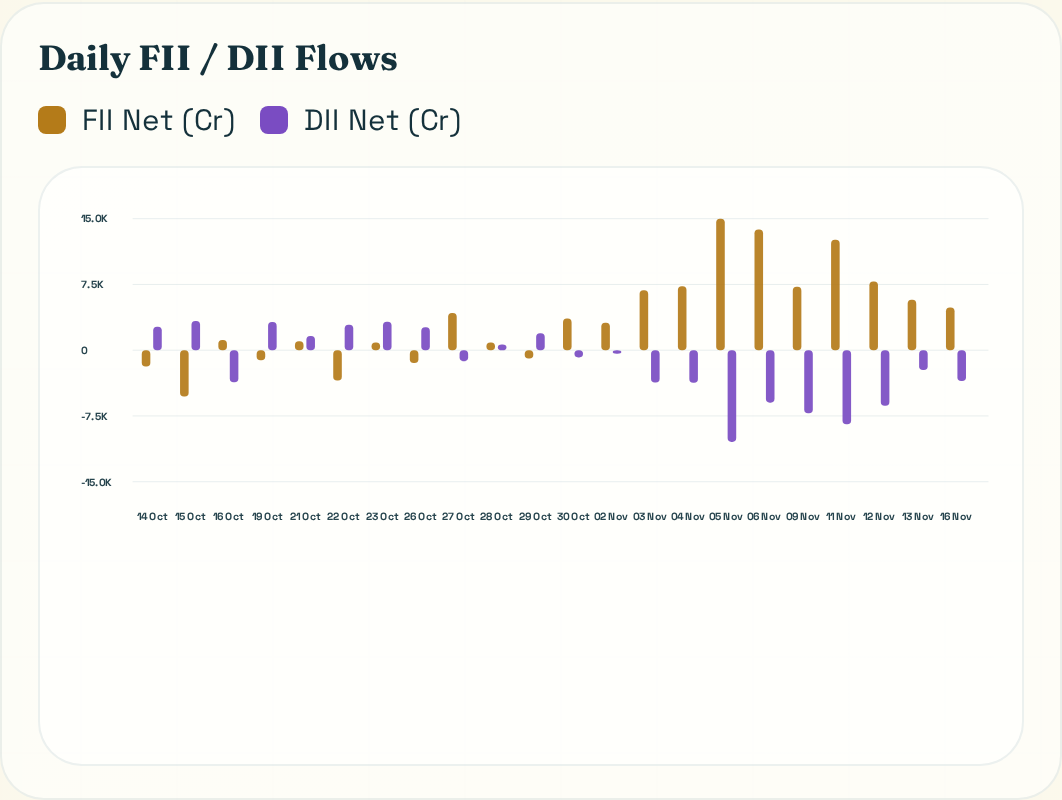 Daily FII / DII Flows
FII Net (Cr) DII Net (Cr)
15.0K
7.5K
0
-7.5K
-15.0K
14 Oct 15 Oct 16 Oct 19 Oct 21 Oct 22 Oct 23 Oct 26 Oct 27 Oct 28 Oct 29 Oct 30 Oct 02 Nov 03 Nov 04 Nov 05 Nov 06 Nov 09 Nov 11 Nov 12 Nov 13 Nov 16 Nov